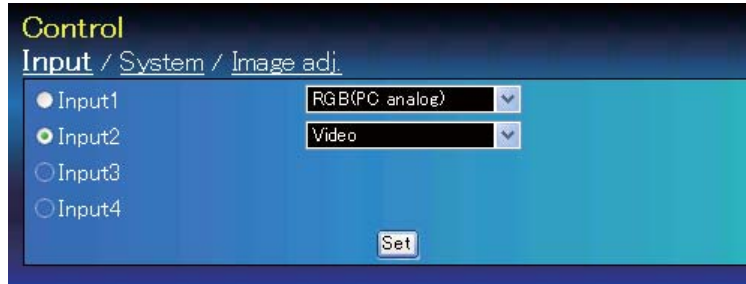 Control
Input / System / Image adj.
Input1 RGB(PC analog)
Input2 Video
Input3
Input4
Set